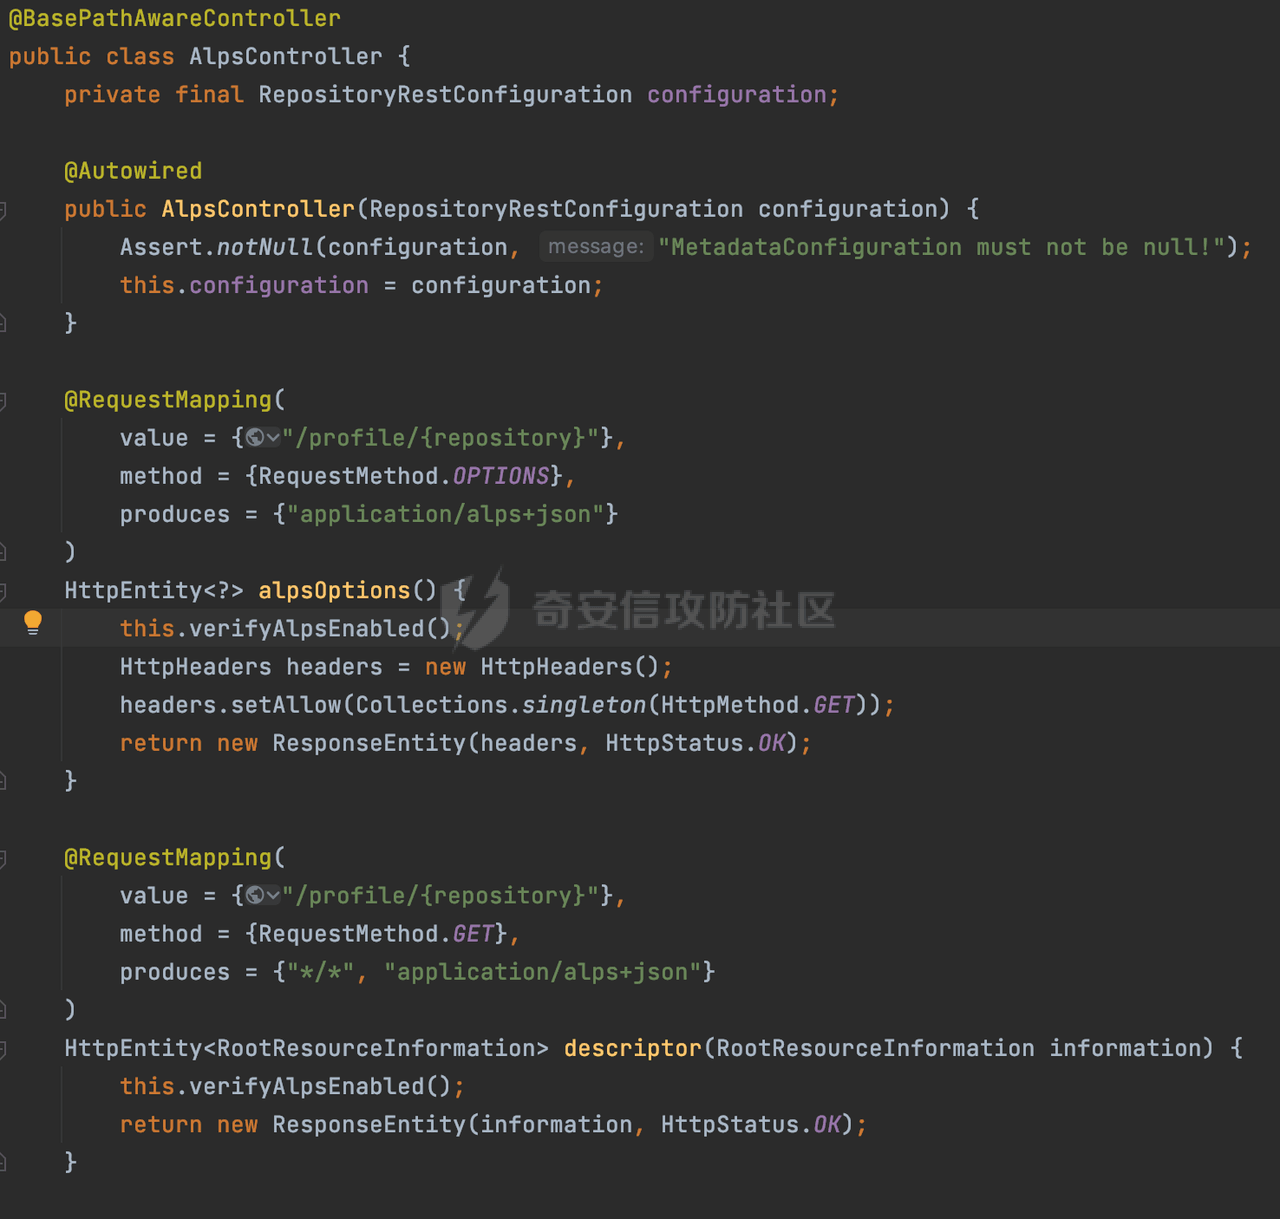 @BasePathAwareController
public class AlpsController {
    private final RepositoryRestConfiguration configuration;

    @Autowired
    public AlpsController(RepositoryRestConfiguration configuration) {
        Assert.notNull(configuration, message: "MetadataConfiguration must not be null!");
        this.configuration = configuration;
    }

    @RequestMapping(
        value = {"/profile/{repository}"},
        method = {RequestMethod.OPTIONS},
        produces = {"application/alps+json"}
    )
    HttpEntity<?> alpsOptions() {
        this.verifyAlpsEnabled();
        HttpHeaders headers = new HttpHeaders();
        headers.setAllow(Collections.singleton(HttpMethod.GET));
        return new ResponseEntity(headers, HttpStatus.OK);
    }

    @RequestMapping(
        value = {"/profile/{repository}"},
        method = {RequestMethod.GET},
        produces = {"*/*", "application/alps+json"}
    )
    HttpEntity<RootResourceInformation> descriptor(RootResourceInformation information) {
        this.verifyAlpsEnabled();
        return new ResponseEntity(information, HttpStatus.OK);
    }
奇安信攻防社区